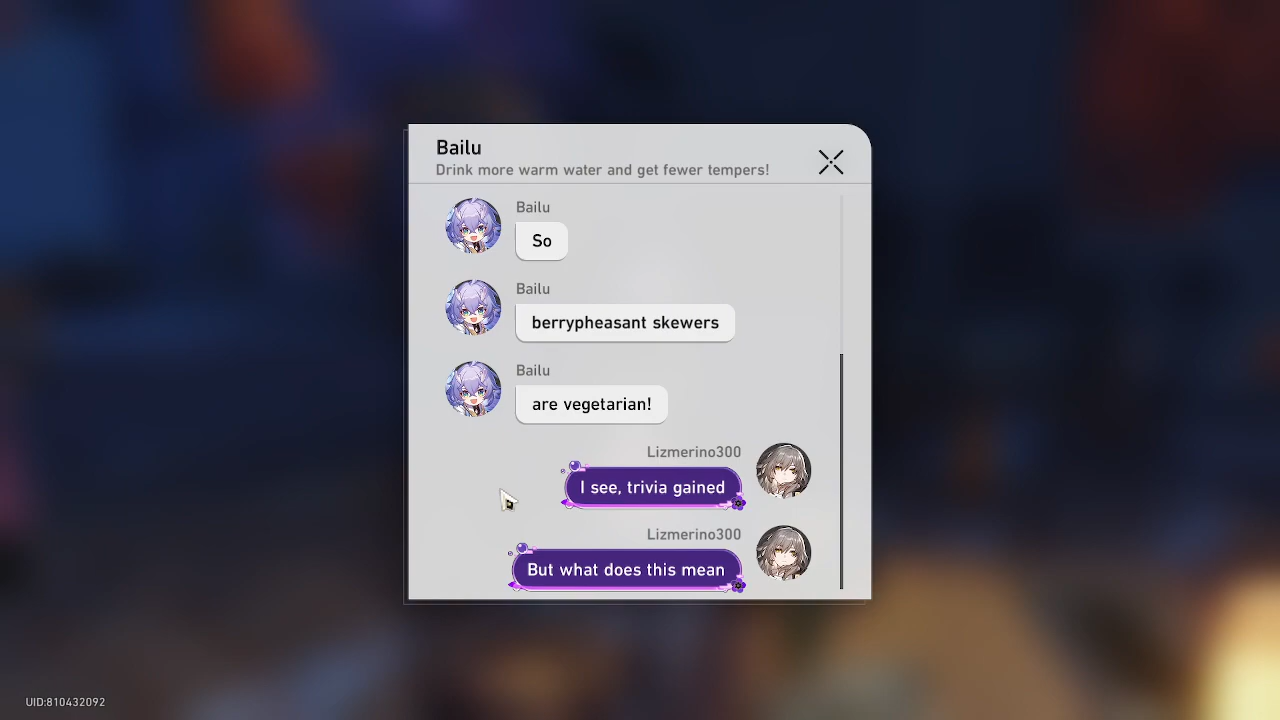 Bailu
Drink more warm water and get fewer tempers!
Bailu
So
Bailu
berrypheasant skewers
Bailu
are vegetarian!
Lizmerino300
I see, trivia gained
Lizmerino300
But what does this mean
UID:810432092